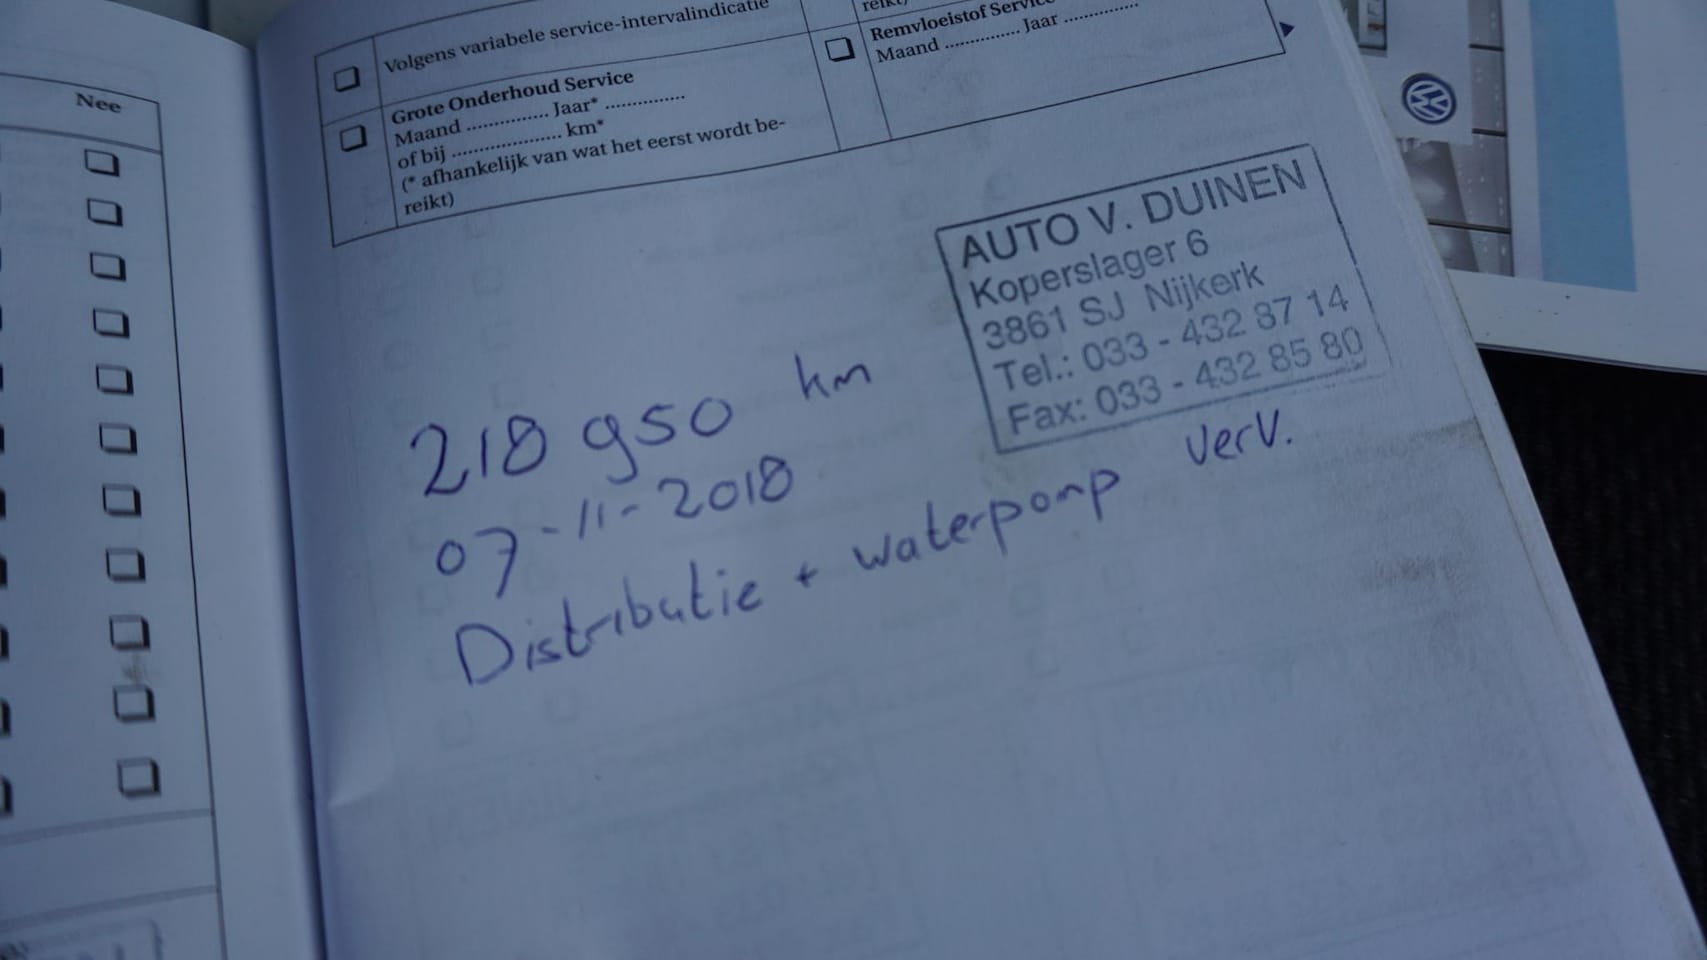 Nee
Volgens variabele service-intervalindicatie
Grote Onderhoud Service
Maand ............... Jaar* ...............
of bij .................... km*
(* afhankelijk van wat het eerst wordt be-
reikt)
reikt)
Remvloeistof Service
Maand .............. Jaar ..............
AUTO V. DUINEN
Koperslager 6
3861 SJ Nijkerk
Tel.: 033 - 432 87 14
Fax: 033 - 432 85 80
218 950 km
07-11-2018
Distributie + waterpomp verv.